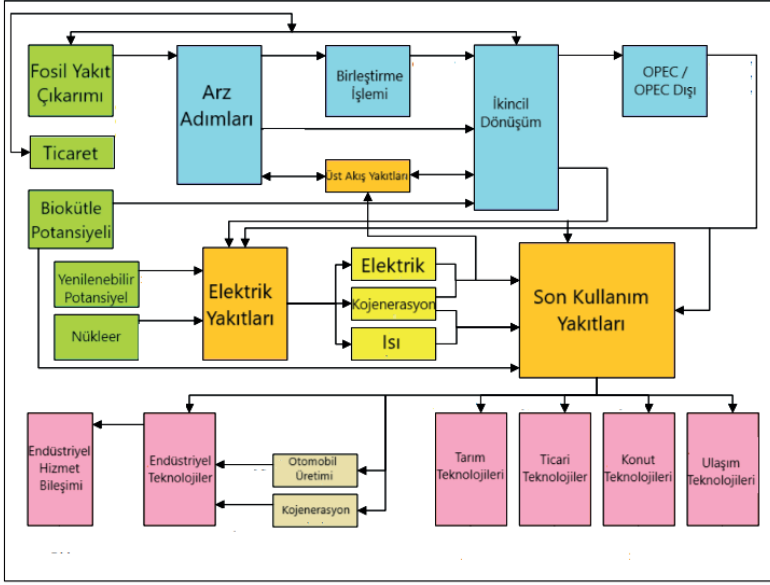 Fosil Yakıt
Çıkarımı
Arz
Adımları
Birleştirme
İşlemi
İkincil
Dönüşüm
OPEC /
OPEC Dışı
Ticaret
Üst Akış Yakıtları
Biokütle
Potansiyeli
Yenilenebilir
Potansiyel
Nükleer
Elektrik
Yakıtları
Elektrik
Kojenerasyon
Isı
Son Kullanım
Yakıtları
Endüstriyel
Hizmet
Bileşimi
Endüstriyel
Teknolojiler
Otomobil
Üretimi
Kojenerasyon
Tarım
Teknolojileri
Ticari
Teknolojiler
Konut
Teknolojileri
Ulaşım
Teknolojileri